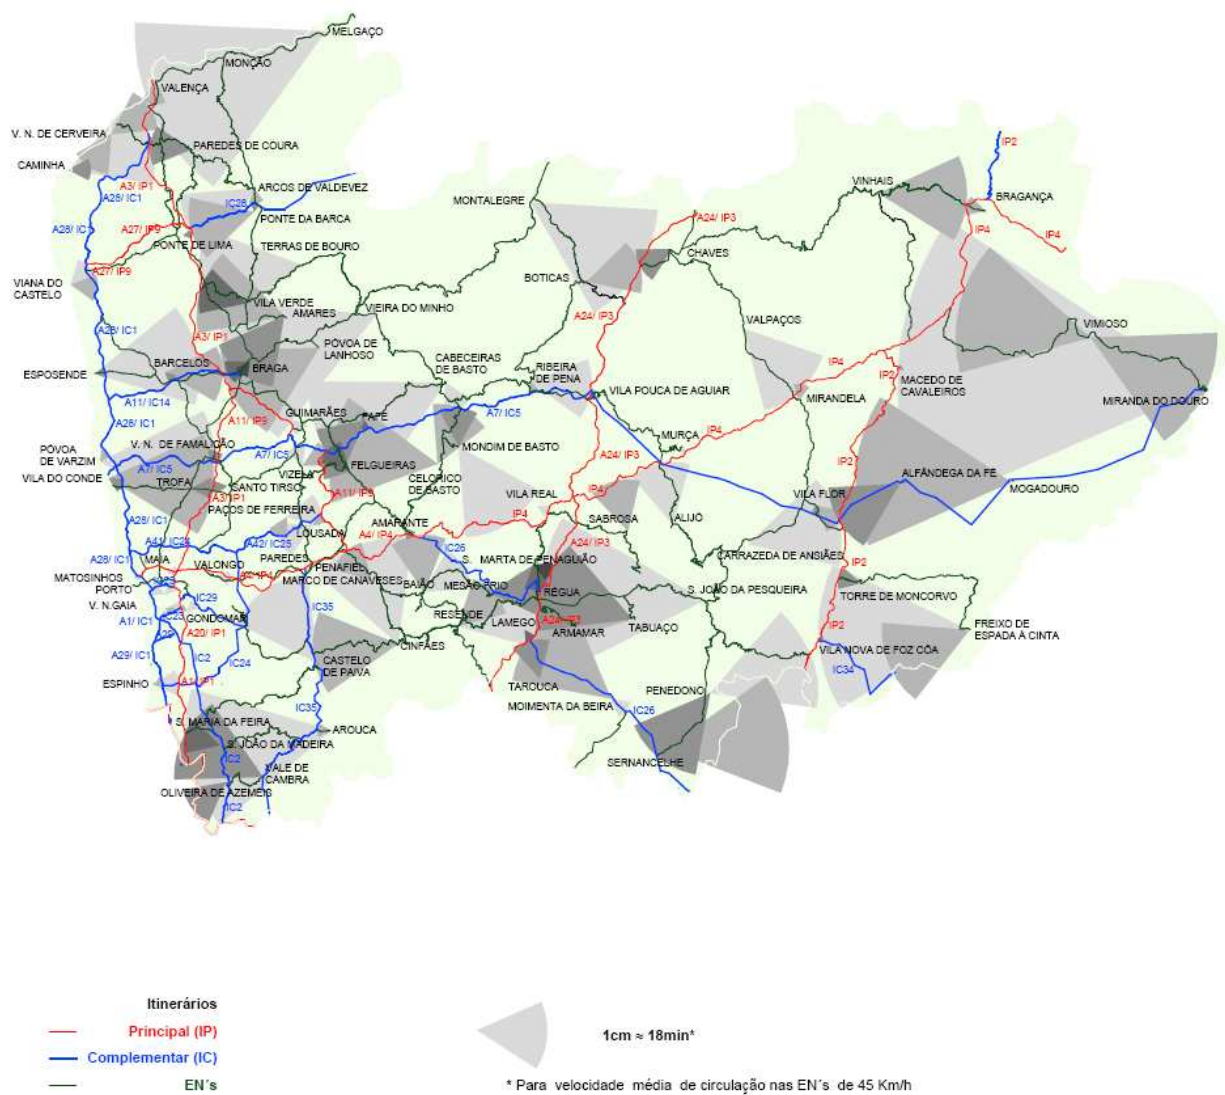 MELGAÇO
MONÇÃO
VALENÇA
V. N. DE CERVEIRA
PAREDES DE COURA
IP2
CAMINHA
A3/ IP1
VINHAIS
ARCOS DE VALDEVEZ
BRAGANÇA
A28/ IC1
IC28
MONTALEGRE
A24/ IP3
PONTE DA BARCA
A28/ IC
A27/ IP9
IP4
IP4
PONTE DE LIMA
TERRAS DE BOURO
CHAVES
A27/ IP9
BOTICAS
VIANA DO
CASTELO
VILA VERDE
VIEIRA DO MINHO
AMARES
A24/ IP3
VALPAÇOS
VIMIOSO
A28/ IC1
A3/ IP1
PÓVOA DE
LANHOSO
CABECEIRAS
DE BASTO
BARCELOS
BRAGA
RIBEIRA
DE PENA
IP4
ESPOSENDE
IP2
MACEDO DE
CAVALEIROS
VILA POUCA DE AGUIAR
MIRANDELA
MIRANDA DO DOURO
A11/ IC14
GUIMARÃES
FAFE
A7/ IC5
A28/ IC1
A11/ IP9
MURÇA
IP4
V. N. DE FAMALICÃO
MONDIM DE BASTO
PÓVOA
DE VARZIM
A7/ IC5
A24/ IP3
A7/ IC5
FELGUEIRAS
IP2
VILA DO CONDE
TROFA
VIZELA
CELORICO
DE BASTO
ALFÂNDEGA DA FE
SANTO TIRSO
A11/ IP9
VILA REAL
IP4
VILA FLOR
MOGADOURO
A3/ IP1
PAÇOS DE FERREIRA
A28/ IC1
AMARANTE
IP4
SABROSA
ALIJÓ
LOUSADA
A41/ IC24
A42/ IC25
A4/ IP4
IC26
A24/ IP3
A28/ IC1
MAIA
VALONGO
PAREDES
PENAFIEL
S. MARTA DE PENAGUIÃO
CARRAZEDA DE ANSIÃES
IP2
MATOSINHOS
PORTO
MARCO DE CANAVESES
BAIÃO
MESÃO FRIO
RÉGUA
S. JOÃO DA PESQUEIRA
TORRE DE MONCORVO
V. N.GAIA
IC29
IC35
A1/ IC1
IC23
GONDOMAR
RESENDE
LAMEGO
A24/ IP3
TABUAÇO
FREIXO DE
ESPADA À CINTA
A29
A20/ IP1
ARMAMAR
IP2
CINFÃES
A29/ IC1
IC2
IC24
CASTELO
DE PAIVA
VILA NOVA DE FOZ CÔA
IC34
ESPINHO
A1/ IP1
TAROUCA
PENEDONO
MOIMENTA DA BEIRA
IC35
IC26
S. MARIA DA FEIRA
AROUCA
S. JOÃO DA MADEIRA
IC2
SERNANCELHE
VALE DE
CAMBRA
OLIVEIRA DE AZEMÉIS
IC2
Itinerários
Principal (IP)
1cm ≈ 18min*
Complementar (IC)
EN´s
* Para velocidade média de circulação nas EN´s de 45 Km/h